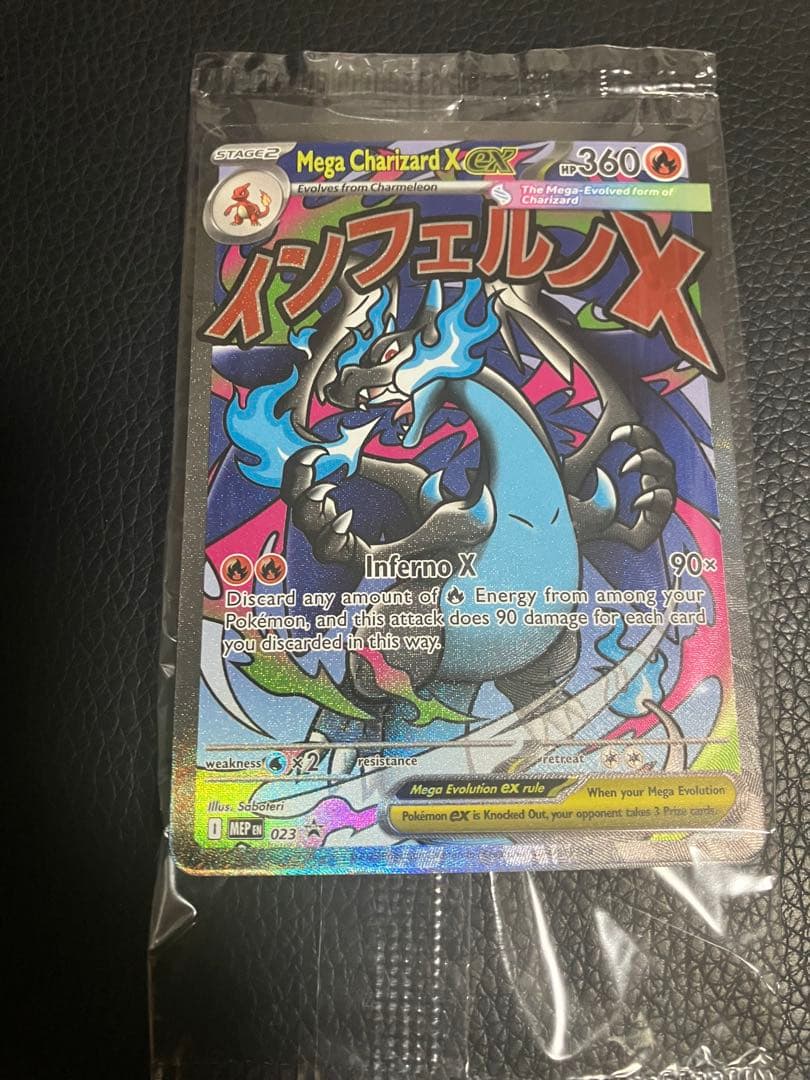 STAGE2 Mega Charizard X ex HP360
Evolves from Charmeleon
The Mega-Evolved form of
Charizard
インフェルノX
Inferno X 90×
Discard any amount of Energy from among your
Pokémon, and this attack does 90 damage for each card
you discarded in this way.
weakness ×2 resistance retreat
Illus. Saboteri
Mega Evolution ex rule When your Mega Evolution
Pokémon ex is Knocked Out, your opponent takes 3 Prize cards.
I MEP EN 023